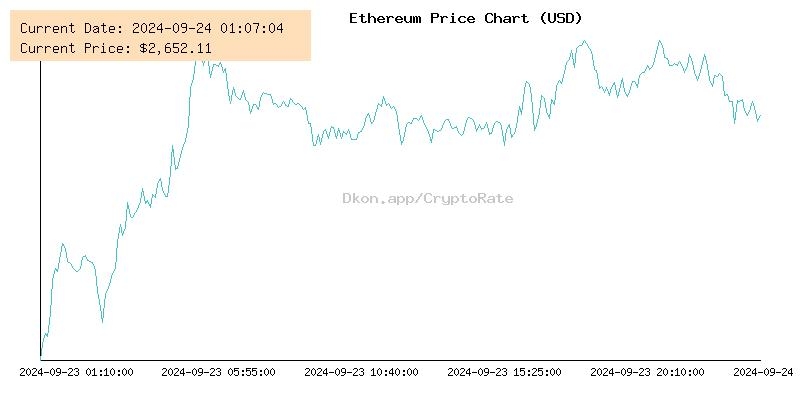 Ethereum Price Chart (USD)
Current Date: 2024-09-24 01:07:04
Current Price: $2,652.11
Dkon.app/CryptoRate
2024-09-23 01:10:00 2024-09-23 05:55:00 2024-09-23 10:40:00 2024-09-23 15:25:00 2024-09-23 20:10:00 2024-09-24